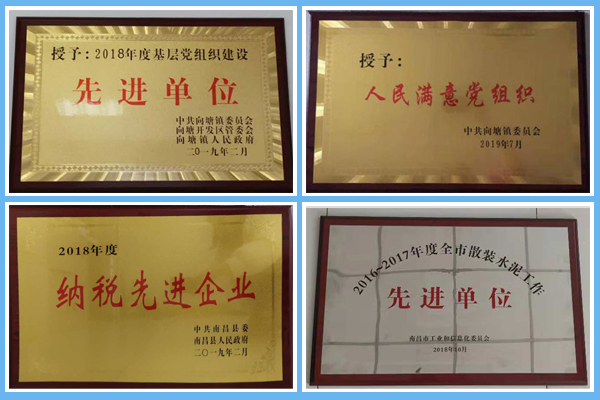 授予：2018年度基层党组织建设
先进单位
中共向塘镇委员会
向塘开发区管委会
向塘镇人民政府
二〇一九年二月
授予：
人民满意党组织
中共向塘镇委员会
2019年7月
2018年度
纳税先进企业
中共南昌县委
南昌县人民政府
二〇一九年二月
2016~2017年度全市散装水泥工作
先进单位
南昌市工业和信息化委员会
2018年10月